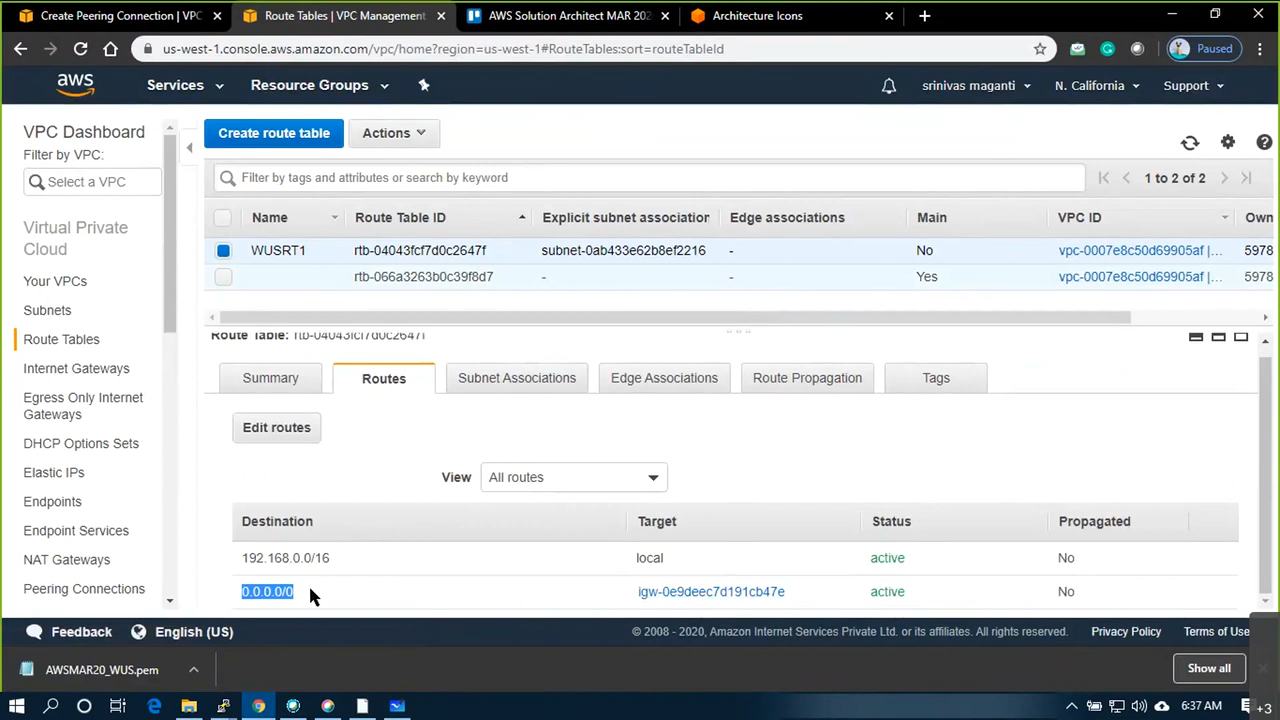 Create Peering Connection | VPC
Route Tables | VPC Management
AWS Solution Architect MAR 2020
Architecture Icons
us-west-1.console.aws.amazon.com/vpc/home?region=us-west-1#RouteTables:sort=routeTableId
Paused
aws
Services
Resource Groups
srinivas maganti
N. California
Support
VPC Dashboard
Filter by VPC:
Select a VPC
Virtual Private
Cloud
Your VPCs
Subnets
Route Tables
Internet Gateways
Egress Only Internet
Gateways
DHCP Options Sets
Elastic IPs
Endpoints
Endpoint Services
NAT Gateways
Peering Connections
Create route table
Actions
Filter by tags and attributes or search by keyword
1 to 2 of 2
Name Route Table ID Explicit subnet association Edge associations Main VPC ID Own
WUSRT1 rtb-04043fcf7d0c2647f subnet-0ab433e62b8ef2216 - No vpc-0007e8c50d69905af |... 5978
rtb-066a3263b0c39f8d7 - - Yes vpc-0007e8c50d69905af |... 5978
Route Table: rtb-04043fcf7d0c2647f
Summary Routes Subnet Associations Edge Associations Route Propagation Tags
Edit routes
View All routes
Destination Target Status Propagated
192.168.0.0/16 local active No
0.0.0.0/0 igw-0e9deec7d191cb47e active No
Feedback
English (US)
© 2008 - 2020, Amazon Internet Services Private Ltd. or its affiliates. All rights reserved.
Privacy Policy
Terms of Use
AWSMAR20_WUS.pem
Show all
6:37 AM
+3